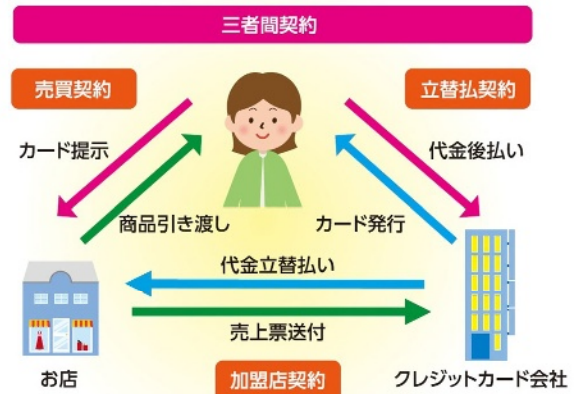 三者間契約
売買契約
立替払契約
カード提示
代金後払い
商品引き渡し
カード発行
代金立替払い
売上票送付
お店
加盟店契約
クレジットカード会社